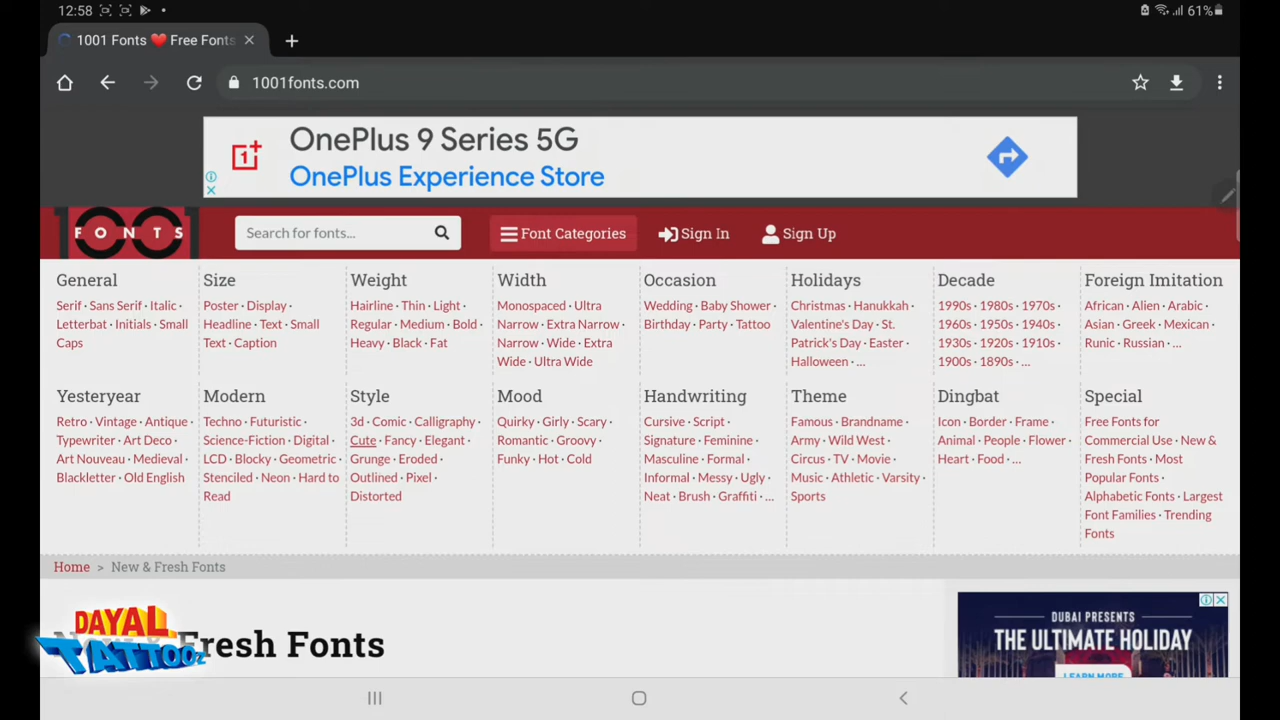 12:58
61%
1001 Fonts ❤️ Free Fonts
1001fonts.com
OnePlus 9 Series 5G
OnePlus Experience Store
FONTS
Search for fonts...
Font Categories
Sign In
Sign Up
General
Serif · Sans Serif · Italic ·
Letterbat · Initials · Small
Caps
Size
Poster · Display ·
Headline · Text · Small
Text · Caption
Weight
Hairline · Thin · Light ·
Regular · Medium · Bold ·
Heavy · Black · Fat
Width
Monospaced · Ultra
Narrow · Extra Narrow ·
Narrow · Wide · Extra
Wide · Ultra Wide
Occasion
Wedding · Baby Shower ·
Birthday · Party · Tattoo
Holidays
Christmas · Hanukkah ·
Valentine's Day · St.
Patrick's Day · Easter ·
Halloween · ...
Decade
1990s · 1980s · 1970s ·
1960s · 1950s · 1940s ·
1930s · 1920s · 1910s ·
1900s · 1890s · ...
Foreign Imitation
African · Alien · Arabic ·
Asian · Greek · Mexican ·
Runic · Russian · ...
Yesteryear
Retro · Vintage · Antique ·
Typewriter · Art Deco ·
Art Nouveau · Medieval ·
Blackletter · Old English
Modern
Techno · Futuristic ·
Science-Fiction · Digital ·
LCD · Blocky · Geometric ·
Stenciled · Neon · Hard to
Read
Style
3d · Comic · Calligraphy ·
Cute · Fancy · Elegant ·
Grunge · Eroded ·
Outlined · Pixel ·
Distorted
Mood
Quirky · Girly · Scary ·
Romantic · Groovy ·
Funky · Hot · Cold
Handwriting
Cursive · Script ·
Signature · Feminine ·
Masculine · Formal ·
Informal · Messy · Ugly ·
Neat · Brush · Graffiti · ...
Theme
Famous · Brandname ·
Army · Wild West ·
Circus · TV · Movie ·
Music · Athletic · Varsity ·
Sports
Dingbat
Icon · Border · Frame ·
Animal · People · Flower ·
Heart · Food · ...
Special
Free Fonts for
Commercial Use · New &
Fresh Fonts · Most
Popular Fonts ·
Alphabetic Fonts · Largest
Font Families · Trending
Fonts
Home > New & Fresh Fonts
Fresh Fonts
DAYAL
TATTOOZ
DUBAI PRESENTS
THE ULTIMATE HOLIDAY
LEARN MORE